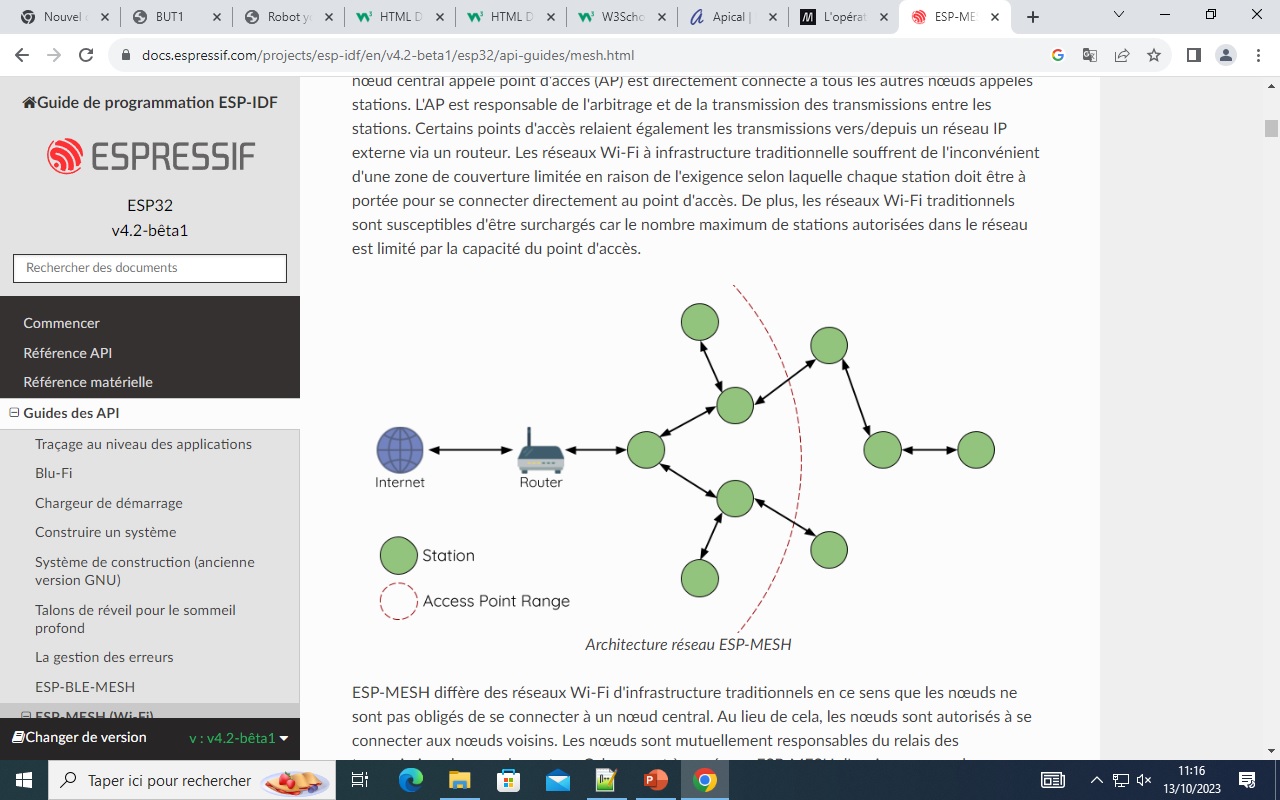 Nouvel
BUT1
Robot y
HTML D
HTML D
W3Scho
Apical |
L'opérat
ESP-ME
docs.espressif.com/projects/esp-idf/en/v4.2-beta1/esp32/api-guides/mesh.html
Guide de programmation ESP-IDF
ESPRESSIF
ESP32
v4.2-bêta1
Rechercher des documents
Commencer
Référence API
Référence matérielle
Guides des API
Traçage au niveau des applications
Blu-Fi
Chargeur de démarrage
Construire un système
Système de construction (ancienne
version GNU)
Talons de réveil pour le sommeil
profond
La gestion des erreurs
ESP-BLE-MESH
ESP-MESH (Wi-Fi)
Changer de version
v : v4.2-bêta1
nœud central appelé point d'accès (AP) est directement connecté à tous les autres nœuds appelés
stations. L'AP est responsable de l'arbitrage et de la transmission des transmissions entre les
stations. Certains points d'accès relaient également les transmissions vers/depuis un réseau IP
externe via un routeur. Les réseaux Wi-Fi à infrastructure traditionnelle souffrent de l'inconvénient
d'une zone de couverture limitée en raison de l'exigence selon laquelle chaque station doit être à
portée pour se connecter directement au point d'accès. De plus, les réseaux Wi-Fi traditionnels
sont susceptibles d'être surchargés car le nombre maximum de stations autorisées dans le réseau
est limité par la capacité du point d'accès.
Internet
Router
Station
Access Point Range
Architecture réseau ESP-MESH
ESP-MESH diffère des réseaux Wi-Fi d'infrastructure traditionnels en ce sens que les nœuds ne
sont pas obligés de se connecter à un nœud central. Au lieu de cela, les nœuds sont autorisés à se
connecter aux nœuds voisins. Les nœuds sont mutuellement responsables du relais des
Taper ici pour rechercher
11:16
13/10/2023